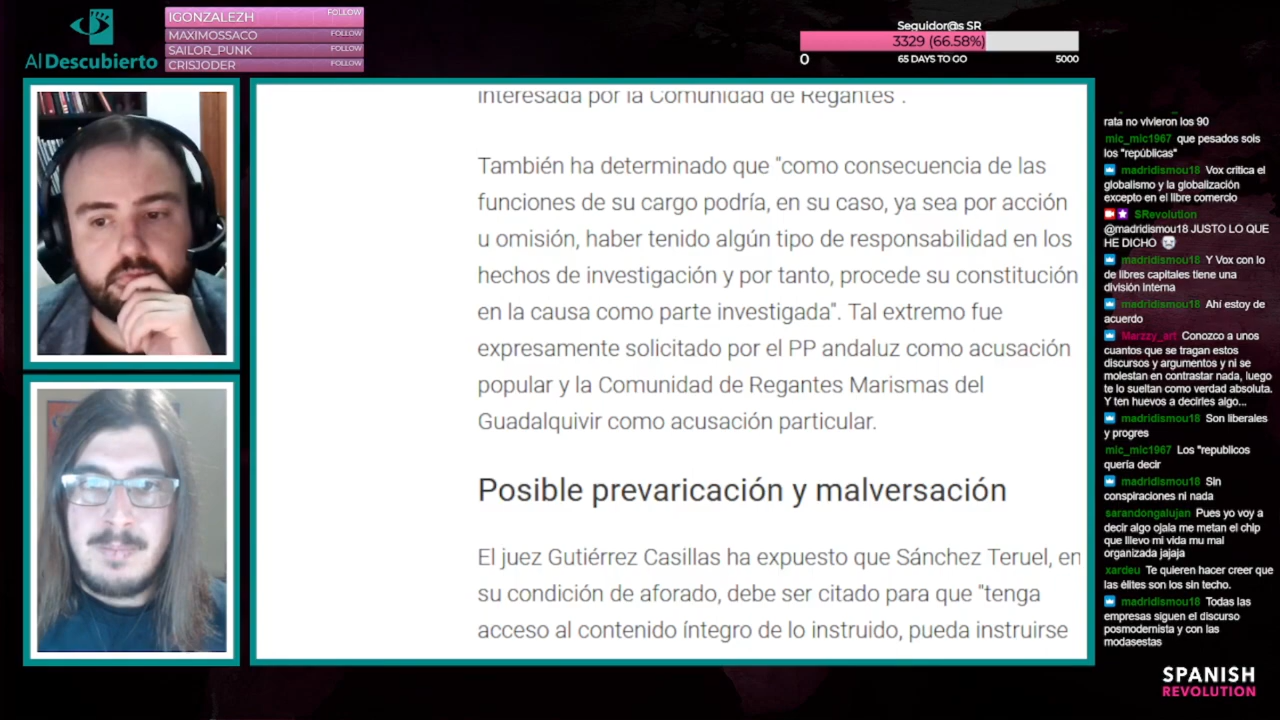 Al Descubierto
IGONZALEZH FOLLOW
MAXIMOSSACO FOLLOW
SAILOR_PUNK FOLLOW
CRISJODER FOLLOW
Seguidor@s SR
3329 (66.58%)
0 65 DAYS TO GO 5000
interesada por la Comunidad de Regantes".
También ha determinado que "como consecuencia de las
funciones de su cargo podría, en su caso, ya sea por acción
u omisión, haber tenido algún tipo de responsabilidad en los
hechos de investigación y por tanto, procede su constitución
en la causa como parte investigada". Tal extremo fue
expresamente solicitado por el PP andaluz como acusación
popular y la Comunidad de Regantes Marismas del
Guadalquivir como acusación particular.
Posible prevaricación y malversación
El juez Gutiérrez Casillas ha expuesto que Sánchez Teruel, en
su condición de aforado, debe ser citado para que "tenga
acceso al contenido íntegro de lo instruido, pueda instruirse
rata no vivieron los 90
mic_mic1967 que pesados sois
los "repúblicas"
madridismou18 Vox critica el
globalismo y la globalización
excepto en el libre comercio
SRevolution
@madridismou18 JUSTO LO QUE
HE DICHO
madridismou18 Y Vox con lo
de libres capitales tiene una
división interna
madridismou18 Ahí estoy de
acuerdo
Marzzy_art Conozco a unos
cuantos que se tragan estos
discursos y argumentos y ni se
molestan en contrastar nada, luego
te lo sueltan como verdad absoluta.
Y ten huevos a decirles algo...
madridismou18 Son liberales
y progres
mic_mic1967 Los "republicos
quería decir
madridismou18 Sin
conspiraciones ni nada
sarandongalujan Pues yo voy a
decir algo ojala me metan el chip
que lllevo mi vida mu mal
organizada jajaja
xardeu Te quieren hacer creer que
las élites son los sin techo.
madridismou18 Todas las
empresas siguen el discurso
posmodernista y con las
modasestas
SPANISH
REVOLUTION